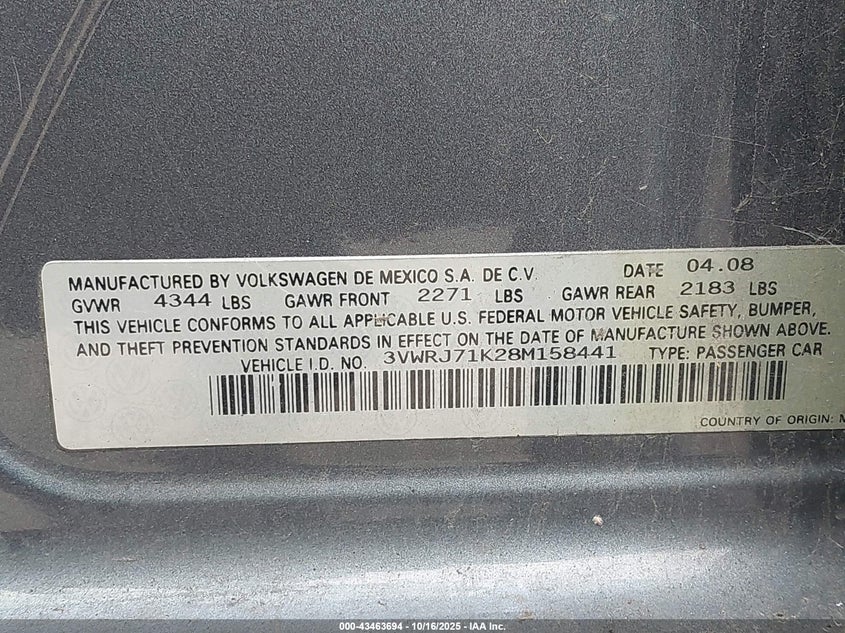 MANUFACTURED BY VOLKSWAGEN DE MEXICO S.A. DE C.V. DATE 04.08
GVWR 4344 LBS GAWR FRONT 2271 LBS GAWR REAR 2183 LBS
THIS VEHICLE CONFORMS TO ALL APPLICABLE U.S. FEDERAL MOTOR VEHICLE SAFETY, BUMPER,
AND THEFT PREVENTION STANDARDS IN EFFECT ON THE DATE OF MANUFACTURE SHOWN ABOVE.
VEHICLE I.D. NO. 3VWRJ71K28M158441 TYPE: PASSENGER CAR
COUNTRY OF ORIGIN: M
000-43463694 - 10/16/2025 - IAA Inc.